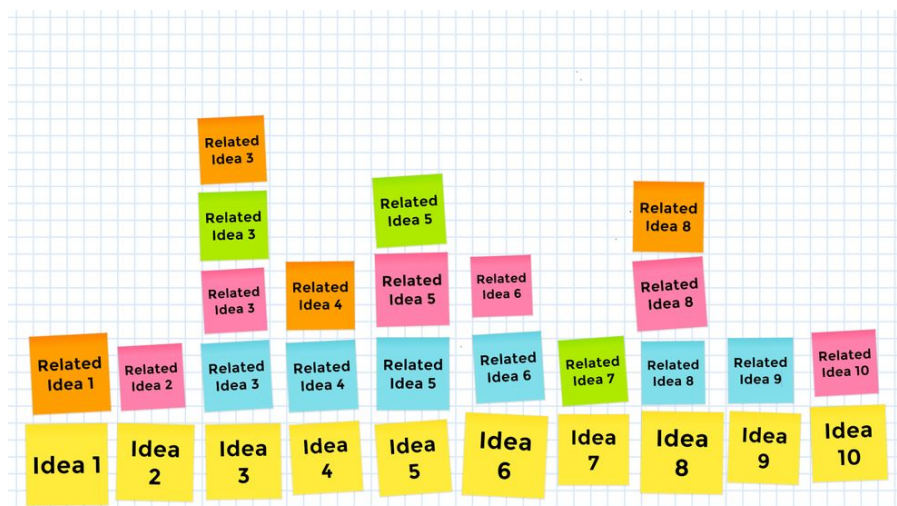 Related
Idea 3
Related
Idea 3
Related
Idea 5
Related
Idea 8
Related
Idea 3
Related
Idea 4
Related
Idea 5
Related
Idea 6
Related
Idea 8
Related
Idea 1
Related
Idea 2
Related
Idea 3
Related
Idea 4
Related
Idea 5
Related
Idea 6
Related
Idea 7
Related
Idea 8
Related
Idea 9
Related
Idea 10
Idea 1
Idea
2
Idea
3
Idea
4
Idea
5
Idea
6
Idea
7
Idea
8
Idea
9
Idea
10